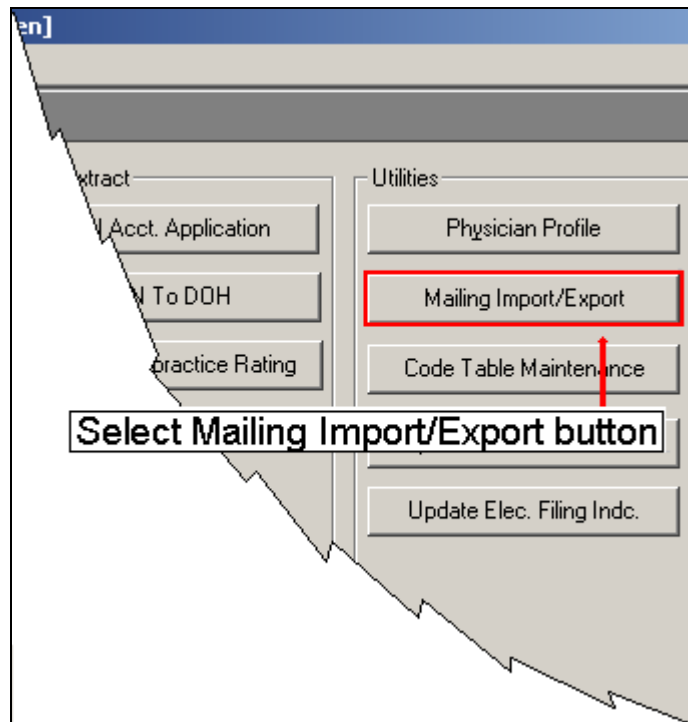 en]
xtract
Utilities
Acct. Application
Physician Profile
To DOH
Mailing Import/Export
practice Rating
Code Table Maintenance
Select Mailing Import/Export button
Update Elec. Filing Indc.